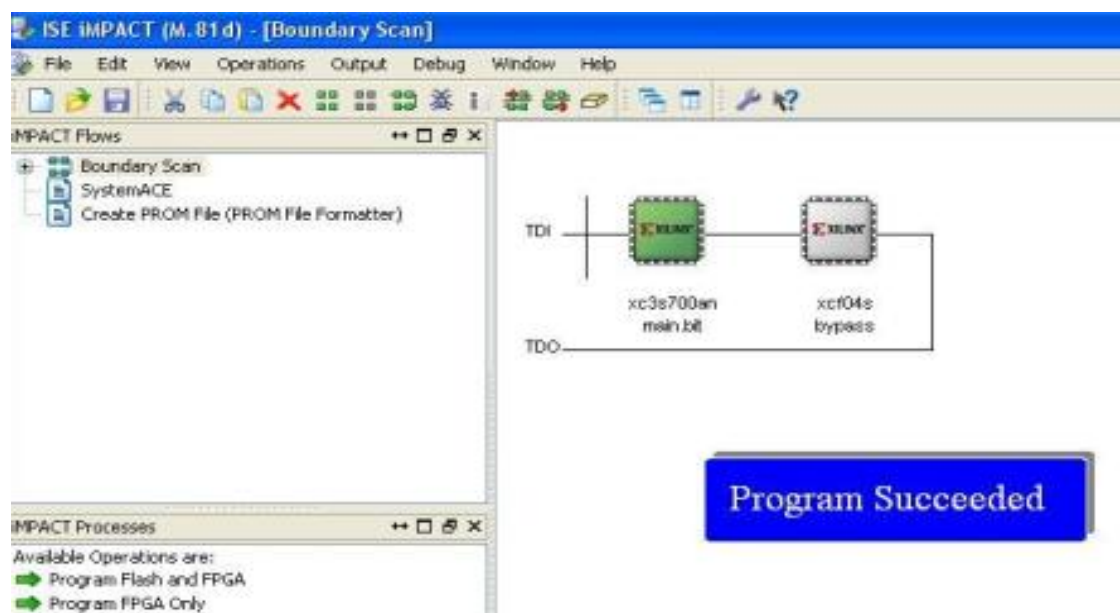 ISE iMPACT (M.81d) - [Boundary Scan]
File Edit View Operations Output Debug Window Help
iMPACT Flows
Boundary Scan
SystemACE
Create PROM File (PROM File Formatter)
TDI
XILINX
XILINX
xc3s700an
xcf04s
main.bit
bypass
TDO
Program Succeeded
iMPACT Processes
Available Operations are:
Program Flash and FPGA
Program FPGA Only